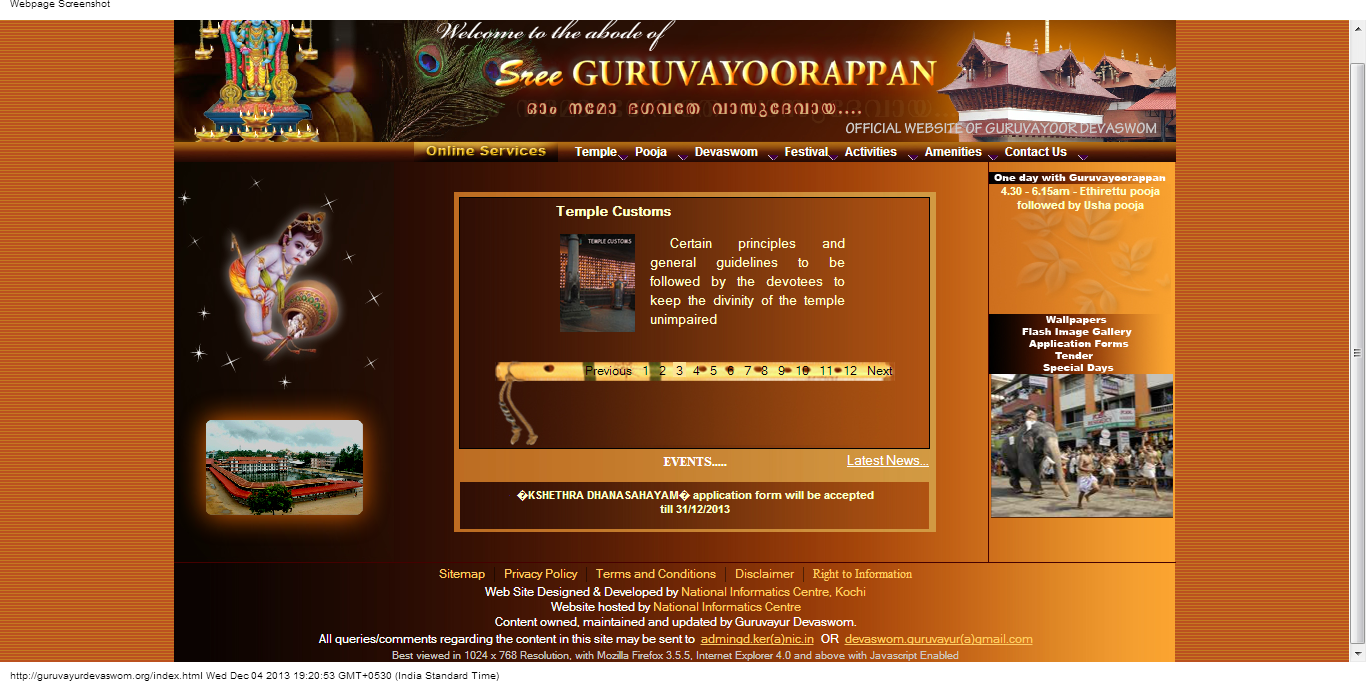 Webpage Screenshot
Welcome to the abode of
Sree GURUVAYOORAPPAN
ഓം നമോ ഭഗവതേ വാസുദേവായ....
OFFICIAL WEBSITE OF GURUVAYOOR DEVASWOM
Online Services Temple Pooja Devaswom Festival Activities Amenities Contact Us
One day with Guruvayoorappan
4.30 - 6.15am - Ethirettu pooja
followed by Usha pooja
Temple Customs
TEMPLE CUSTOMS
Certain principles and
general guidelines to be
followed by the devotees to
keep the divinity of the temple
unimpaired
Previous 1 2 3 4 5 6 7 8 9 10 11 12 Next
Wallpapers
Flash Image Gallery
Application Forms
Tender
Special Days
EVENTS..... Latest News...
�KSHETHRA DHANASAHAYAM� application form will be accepted
till 31/12/2013
Sitemap Privacy Policy Terms and Conditions Disclaimer Right to Information
Web Site Designed & Developed by National Informatics Centre, Kochi
Website hosted by National Informatics Centre
Content owned, maintained and updated by Guruvayur Devaswom.
All queries/comments regarding the content in this site may be sent to admingd.ker(a)nic.in OR devaswom.guruvayur(a)gmail.com
Best viewed in 1024 x 768 Resolution, with Mozilla Firefox 3.5.5, Internet Explorer 4.0 and above with Javascript Enabled
http://guruvayurdevaswom.org/index.html Wed Dec 04 2013 19:20:53 GMT+0530 (India Standard Time)